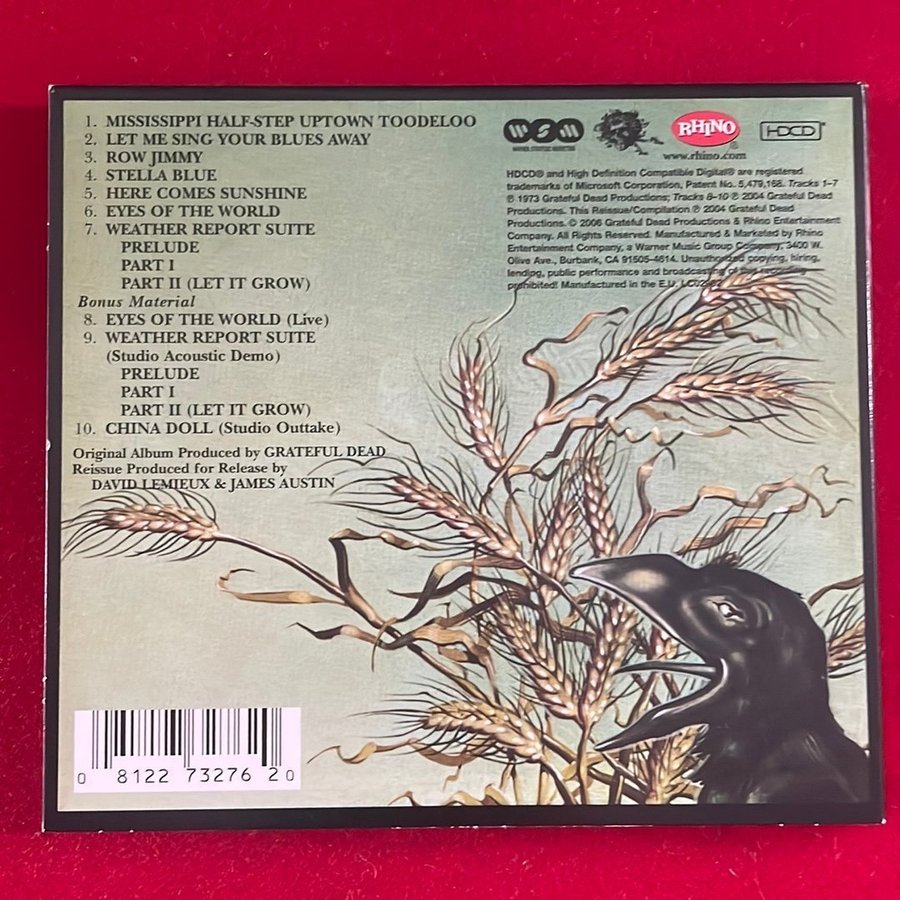 1. MISSISSIPPI HALF-STEP UPTOWN TOODELOO
2. LET ME SING YOUR BLUES AWAY
3. ROW JIMMY
4. STELLA BLUE
5. HERE COMES SUNSHINE
6. EYES OF THE WORLD
7. WEATHER REPORT SUITE
PRELUDE
PART I
PART II (LET IT GROW)
Bonus Material
8. EYES OF THE WORLD (Live)
9. WEATHER REPORT SUITE
(Studio Acoustic Demo)
PRELUDE
PART I
PART II (LET IT GROW)
10. CHINA DOLL (Studio Outtake)
Original Album Produced by GRATEFUL DEAD
Reissue Produced for Release by
DAVID LEMIEUX & JAMES AUSTIN
WSM
RHINO
HDCD
www.rhino.com
HDCD® and High Definition Compatible Digital® are registered
trademarks of Microsoft Corporation, Patent No. 5,479,168. Tracks 1–7
℗ 1973 Grateful Dead Productions; Tracks 8–10 ℗ 2004 Grateful Dead
Productions. This Reissue/Compilation ℗ 2004 Grateful Dead
Productions. © 2006 Grateful Dead Productions & Rhino Entertainment
Company. All Rights Reserved. Manufactured & Marketed by Rhino
Entertainment Company, a Warner Music Group Company, 3400 W.
Olive Ave., Burbank, CA 91505-4614. Unauthorized copying, hiring,
lending, public performance and broadcasting of this recording
prohibited! Manufactured in the E.U.
0 8122 73276 2 0